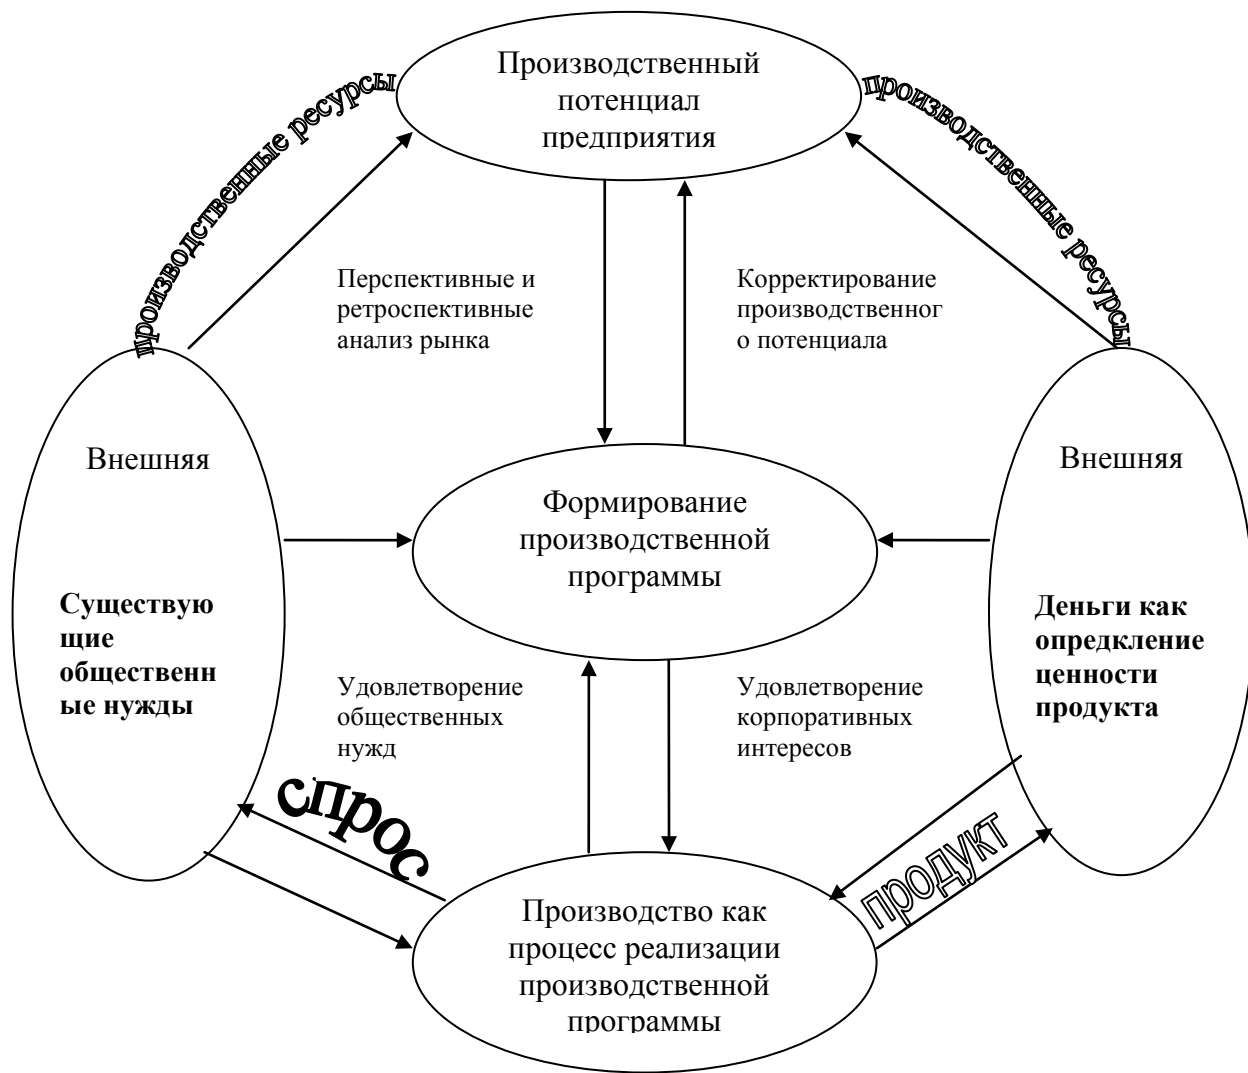 Производственный
потенциал
предприятия
производственные ресурсы
производственные ресурсы
Перспективные и
ретроспективные
анализ рынка
Корректирование
производственног
о потенциала
Внешняя
Существую
щие
общественн
ые нужды
Формирование
производственной
программы
Внешняя
Деньги как
опредкление
ценности
продукта
Удовлетворение
общественных
нужд
Удовлетворение
корпоративных
интересов
спрос
продукт
Производство как
процесс реализации
производственной
программы